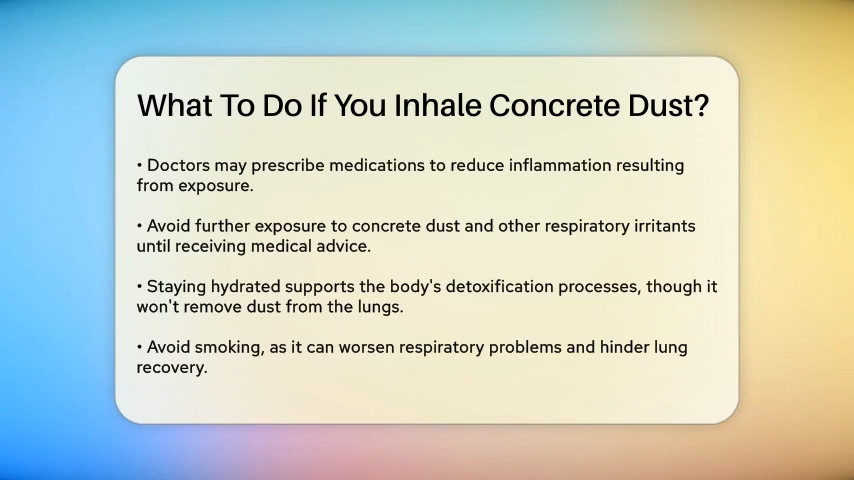 What To Do If You Inhale Concrete Dust?
• Doctors may prescribe medications to reduce inflammation resulting
from exposure.
• Avoid further exposure to concrete dust and other respiratory irritants
until receiving medical advice.
• Staying hydrated supports the body's detoxification processes, though it
won't remove dust from the lungs.
• Avoid smoking, as it can worsen respiratory problems and hinder lung
recovery.